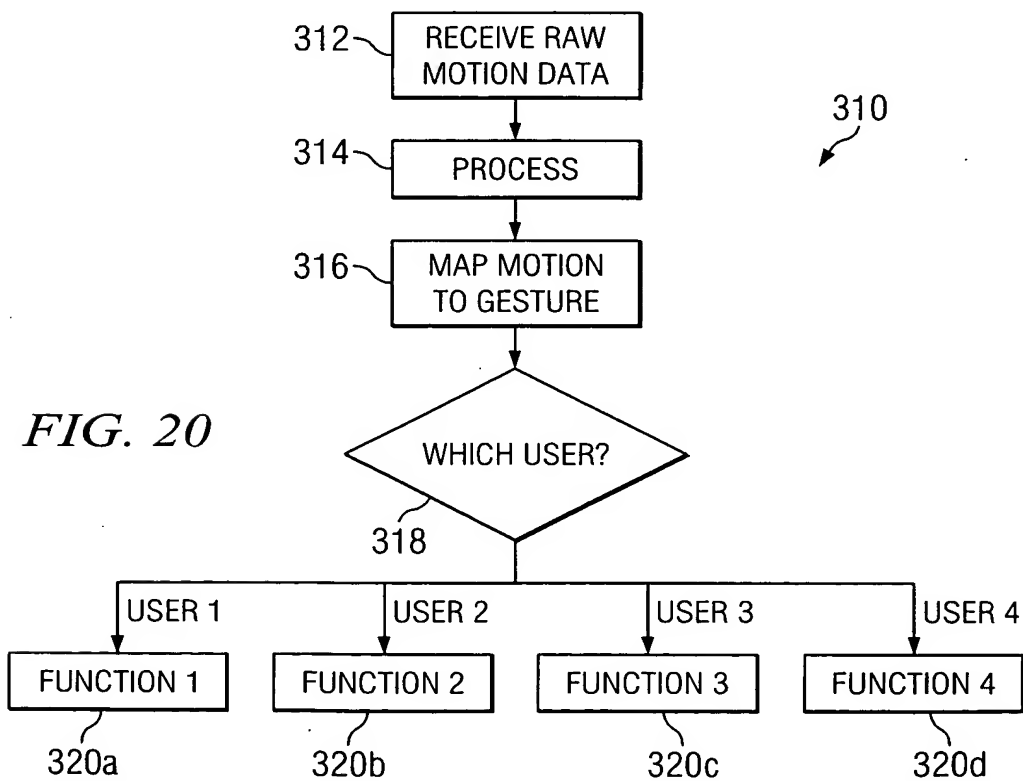 312
RECEIVE RAW
MOTION DATA
310
314
PROCESS
316
MAP MOTION
TO GESTURE
FIG. 20
WHICH USER?
318
USER 1
USER 2
USER 3
USER 4
FUNCTION 1
FUNCTION 2
FUNCTION 3
FUNCTION 4
320a
320b
320c
320d